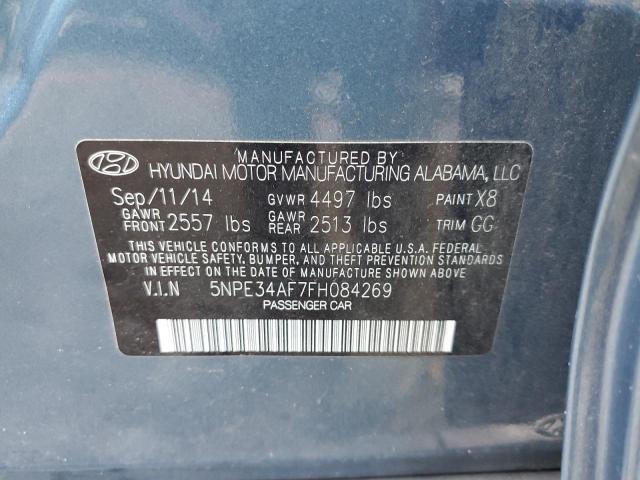 MANUFACTURED BY
HYUNDAI MOTOR MANUFACTURING ALABAMA, LLC
Sep/11/14 GVWR 4497 lbs PAINT X8
GAWR FRONT 2557 lbs GAWR REAR 2513 lbs TRIM GG
THIS VEHICLE CONFORMS TO ALL APPLICABLE U.S.A. FEDERAL
MOTOR VEHICLE SAFETY, BUMPER, AND THEFT PREVENTION
STANDARDS IN EFFECT ON THE DATE OF MANUFACTURE SHOWN ABOVE
V.I.N 5NPE34AF7FH084269
PASSENGER CAR